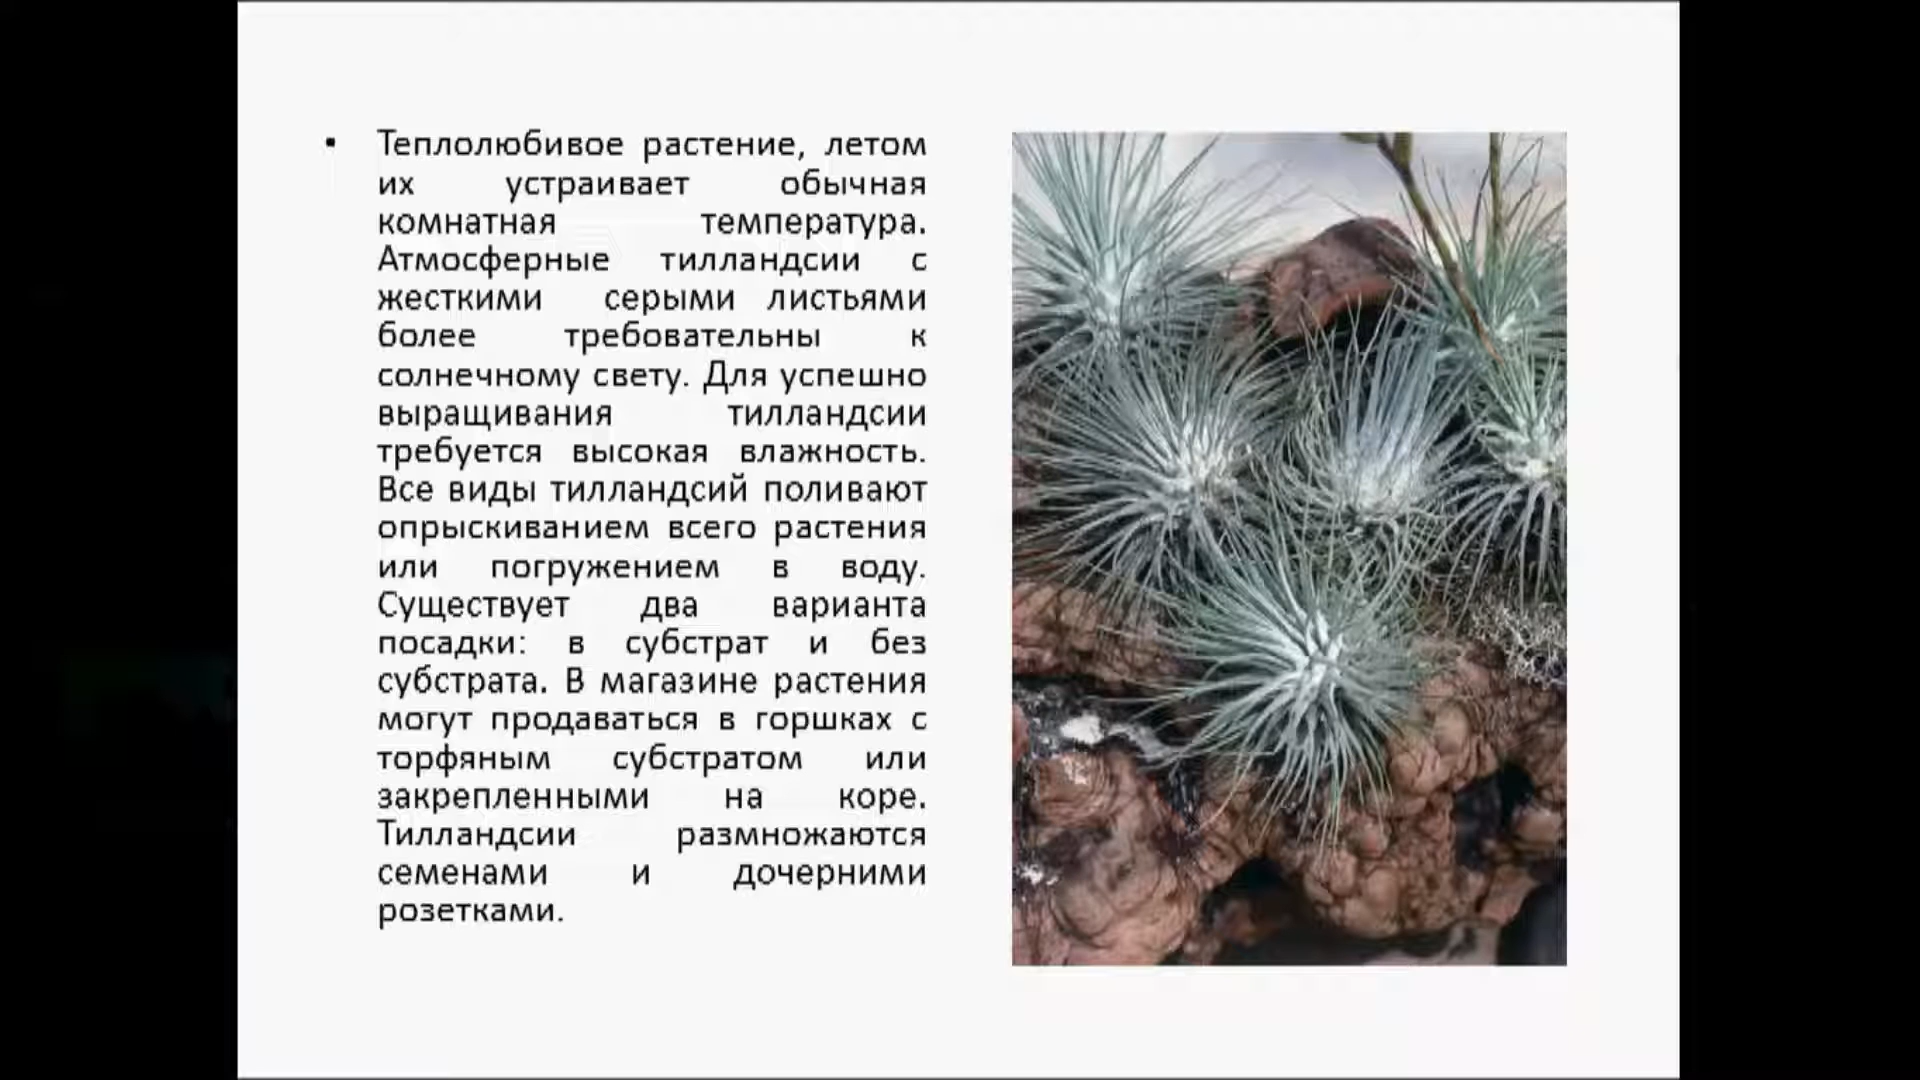 • Теплолюбивое растение, летом
их устраивает обычная
комнатная температура.
Атмосферные тилландсии с
жесткими серыми листьями
более требовательны к
солнечному свету. Для успешно
выращивания тилландсии
требуется высокая влажность.
Все виды тилландсий поливают
опрыскиванием всего растения
или погружением в воду.
Существует два варианта
посадки: в субстрат и без
субстрата. В магазине растения
могут продаваться в горшках с
торфяным субстратом или
закрепленными на коре.
Тилландсии размножаются
семенами и дочерними
розетками.